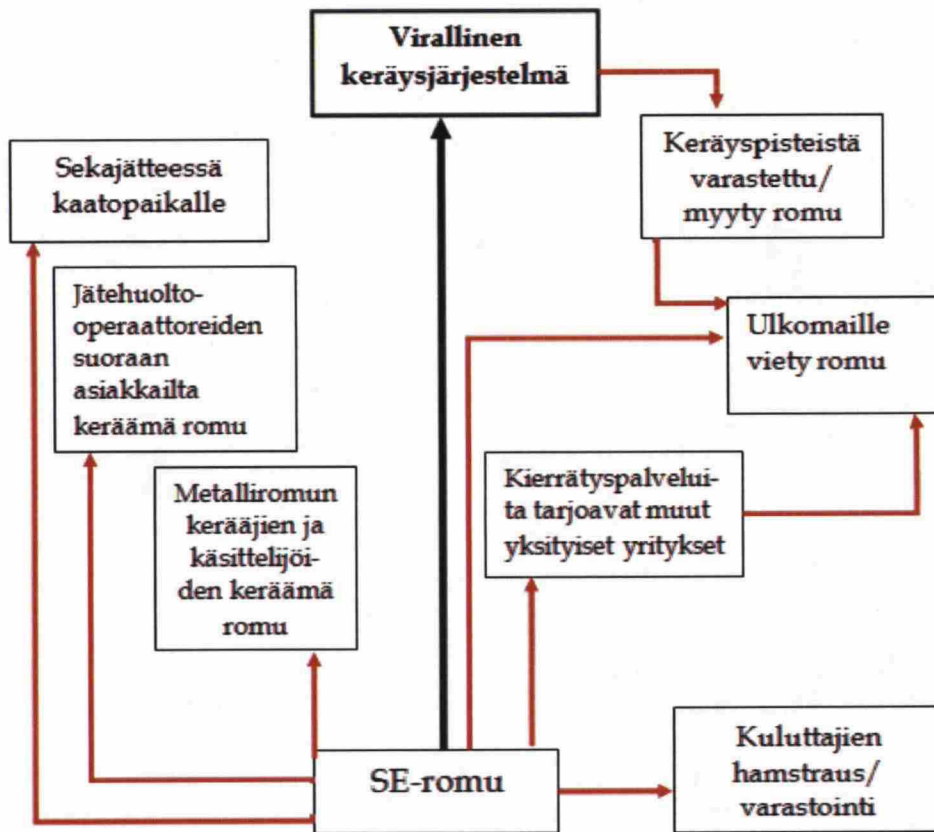 Virallinen
keräysjärjestelmä
Keräyspisteistä
varastettu/
myyty romu
Sekajätteessä
kaatopaikalle
Jätehuolto-
operaattoreiden
suoraan
asiakkailta
keräämä romu
Ulkomaille
viety romu
Metalliromun
kerääjien ja
käsittelijöi-
den keräämä
romu
Kierrätyspalvelui-
ta tarjoavat muut
yksityiset yritykset
SE-romu
Kuluttajien
hamstraus/
varastointi